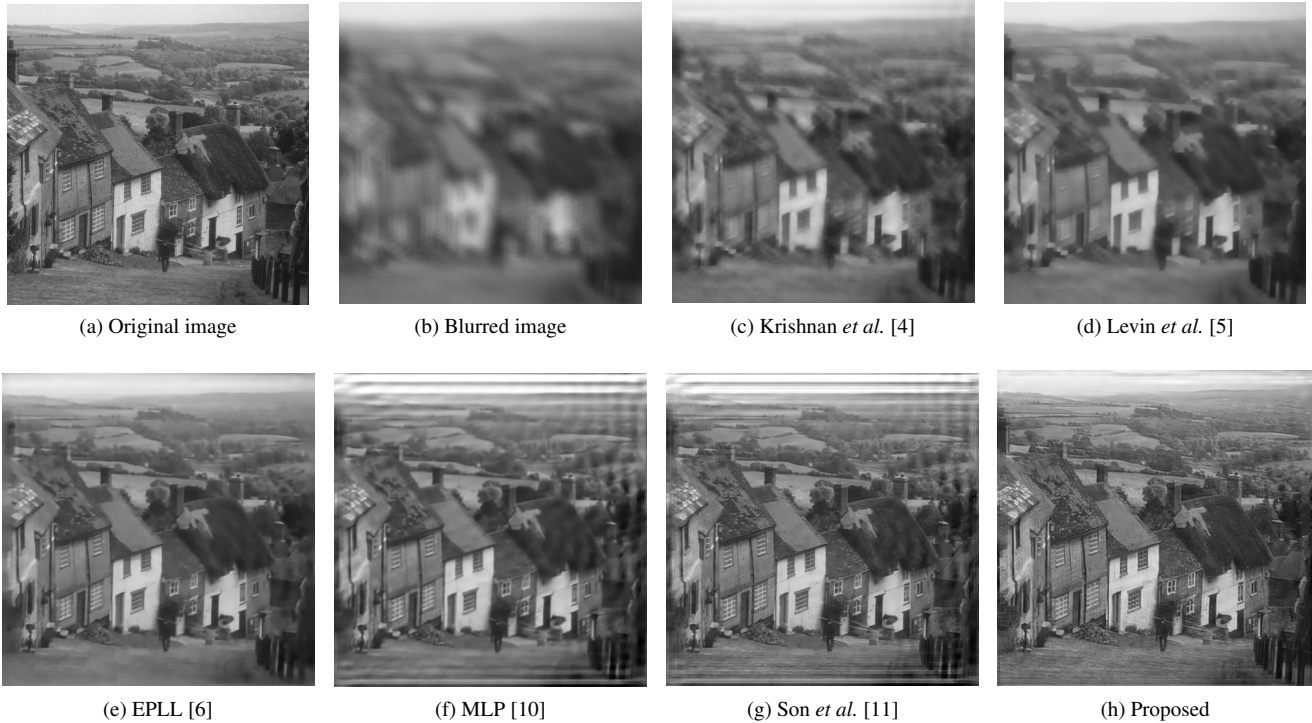 (a) Original image
(b) Blurred image
(c) Krishnan et al. [4]
(d) Levin et al. [5]
(e) EPLL [6]
(f) MLP [10]
(g) Son et al. [11]
(h) Proposed